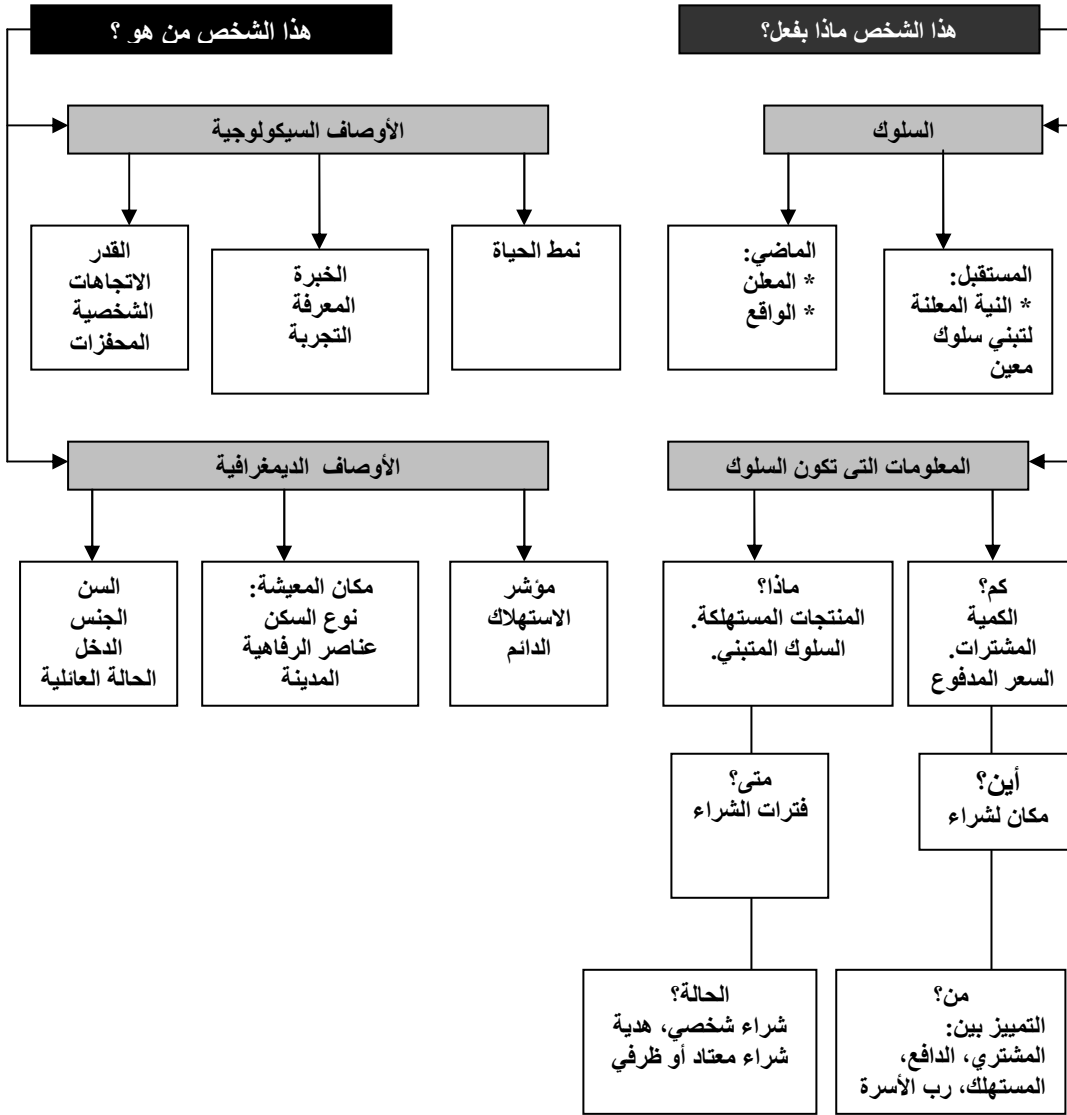 هذا الشخص ماذا بفعل؟
هذا الشخص من هو ؟
السلوك
الأوصاف السيكولوجية
المستقبل:
* النية المعلنة
لتبني سلوك
معين
الماضي:
* المعلن
* الواقع
نمط الحياة
الخبرة
المعرفة
التجربة
القدر
الاتجاهات
الشخصية
المحفزات
المعلومات التى تكون السلوك
الأوصاف الديمغرافية
كم؟
الكمية
المشترات.
السعر المدفوع
ماذا؟
المنتجات المستهلكة.
السلوك المتبني.
مؤشر
الاستهلاك
الدائم
مكان المعيشة:
نوع السكن
عناصر الرفاهية
المدينة
السن
الجنس
الدخل
الحالة العائلية
أين؟
مكان لشراء
متى؟
فترات الشراء
من؟
التمييز بين:
المشتري، الدافع،
المستهلك، رب الأسرة
الحالة؟
شراء شخصي، هدية
شراء معتاد أو ظرفي